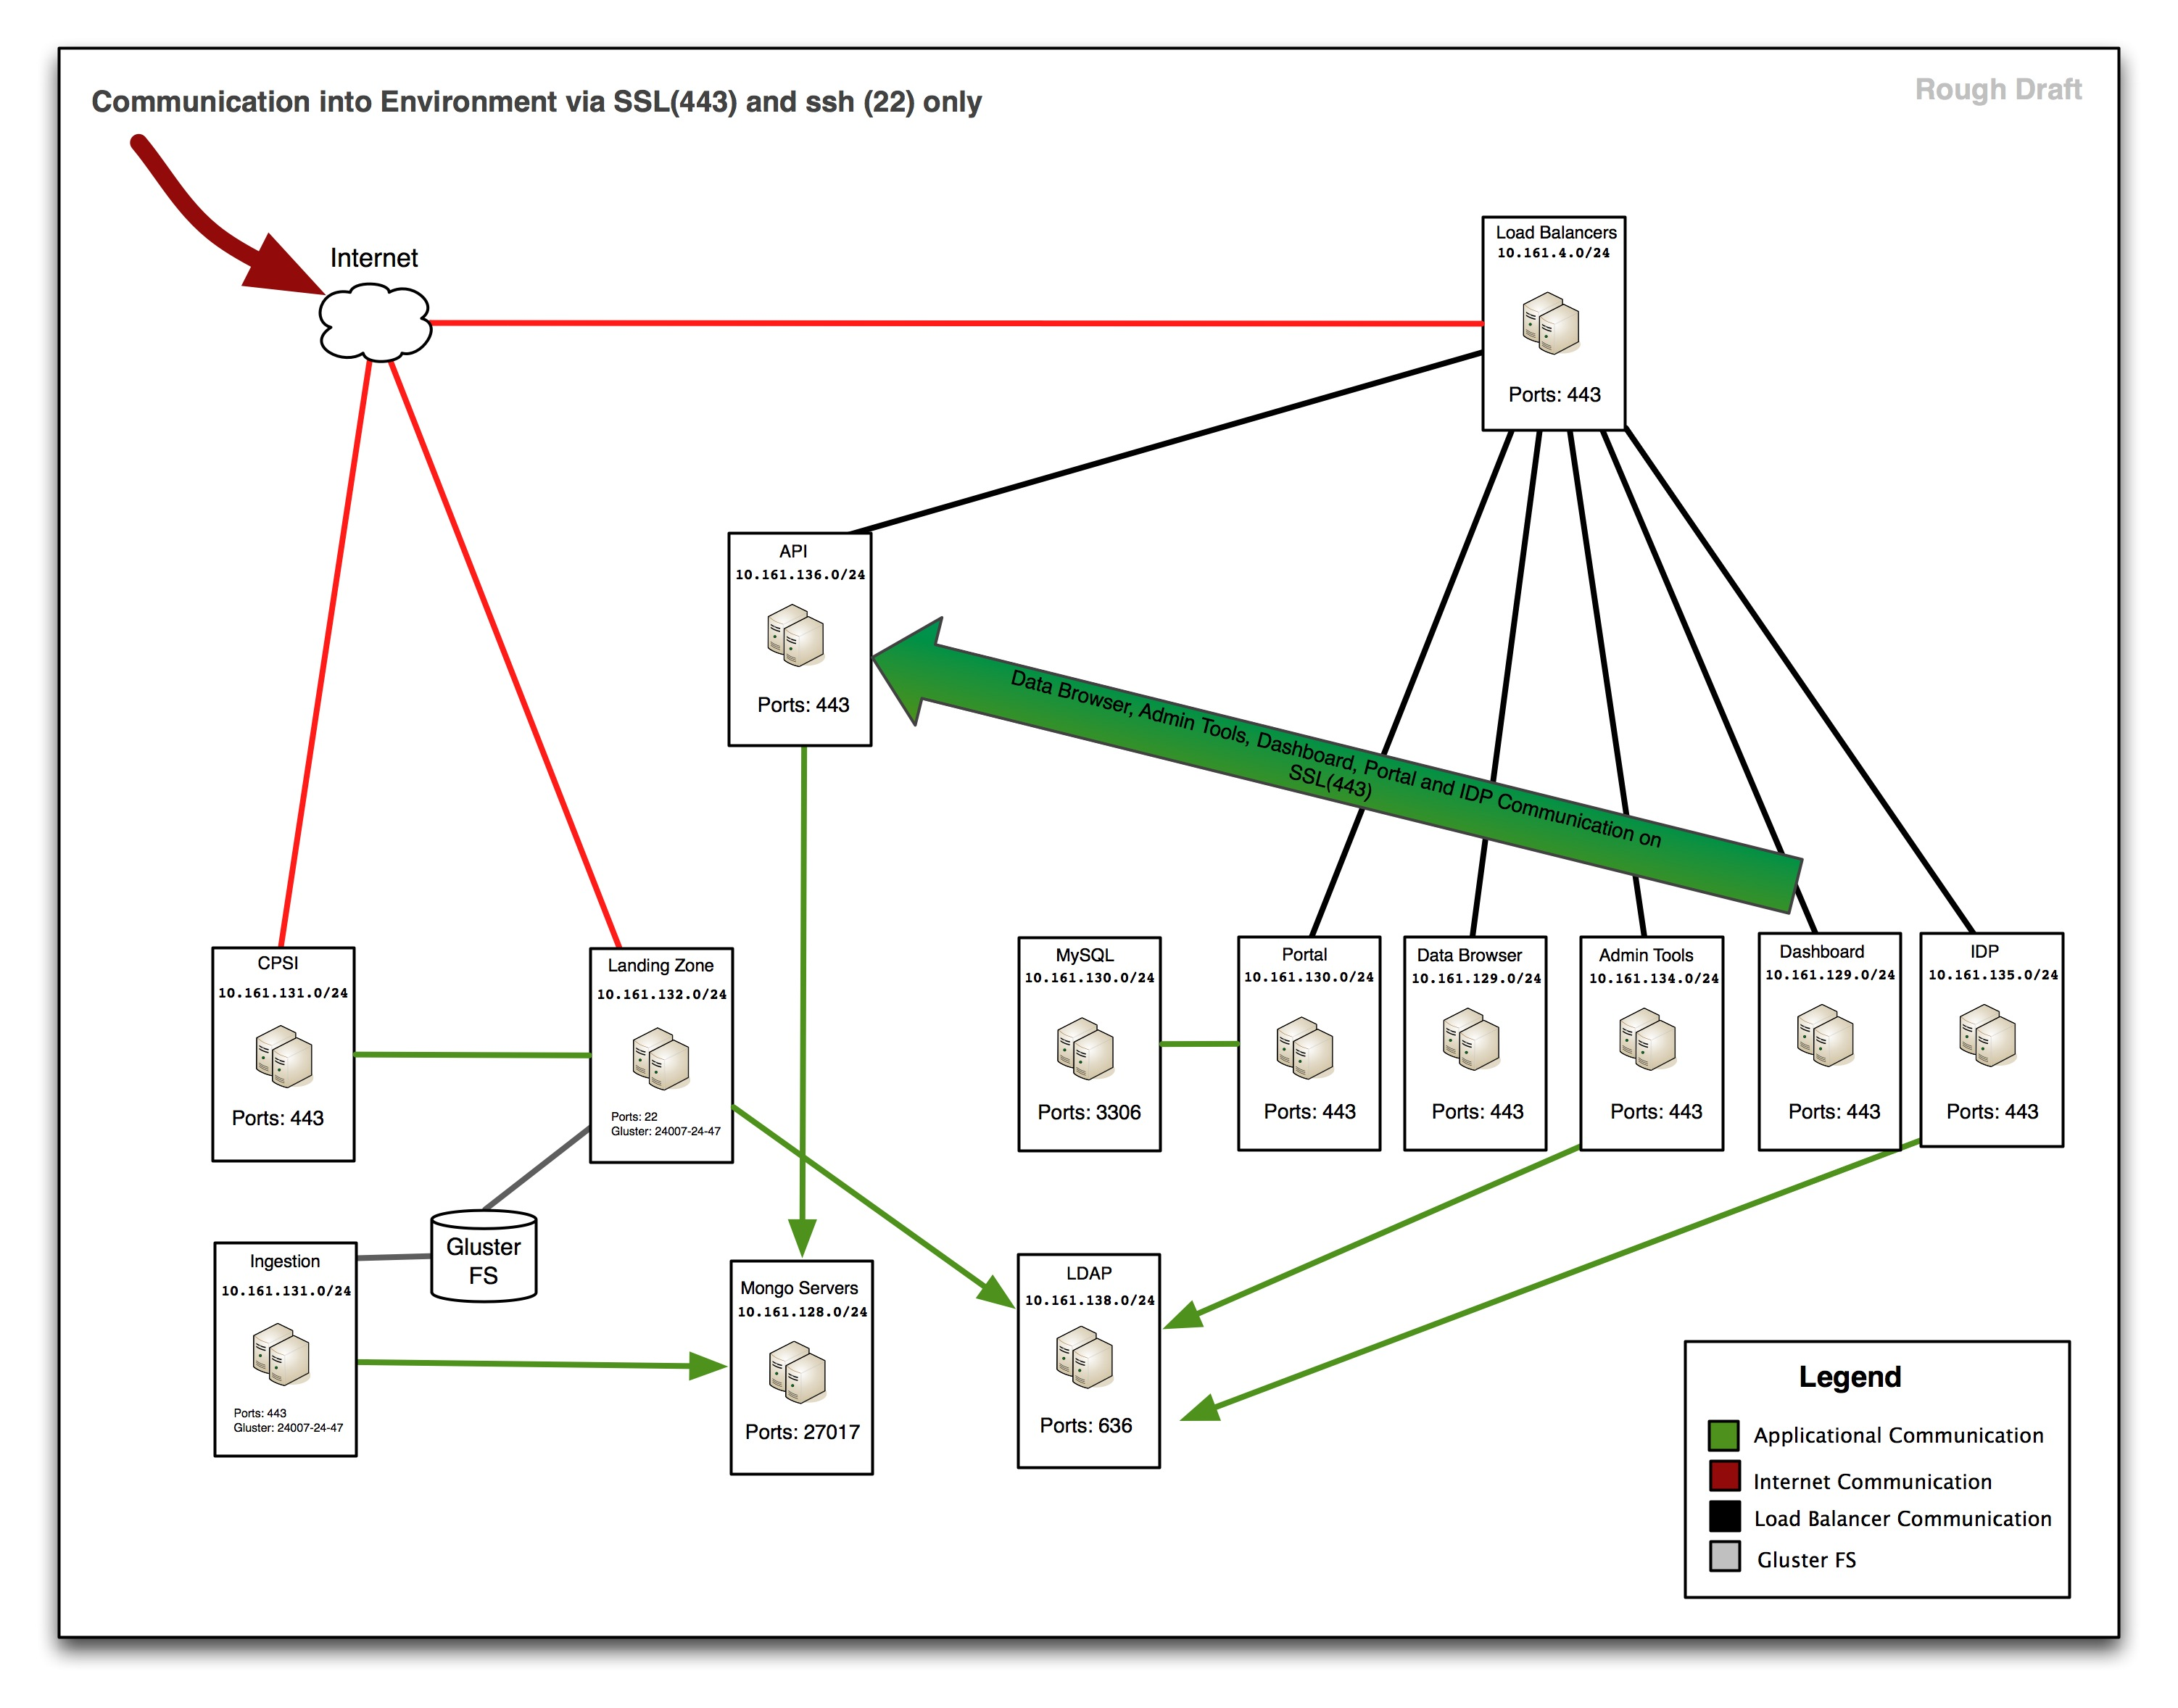 Communication into Environment via SSL(443) and ssh (22) only
Rough Draft
Internet
Load Balancers
10.161.4.0/24
Ports: 443
API
10.161.136.0/24
Ports: 443
Data Browser, Admin Tools, Dashboard, Portal and IDP Communication on
SSL(443)
CPSI
10.161.131.0/24
Ports: 443
Landing Zone
10.161.132.0/24
Ports: 22
Gluster: 24007-24-47
MySQL
10.161.130.0/24
Ports: 3306
Portal
10.161.130.0/24
Ports: 443
Data Browser
10.161.129.0/24
Ports: 443
Admin Tools
10.161.134.0/24
Ports: 443
Dashboard
10.161.129.0/24
Ports: 443
IDP
10.161.135.0/24
Ports: 443
Gluster
FS
Ingestion
10.161.131.0/24
Ports: 443
Gluster: 24007-24-47
Mongo Servers
10.161.128.0/24
Ports: 27017
LDAP
10.161.138.0/24
Ports: 636
Legend
Applicational Communication
Internet Communication
Load Balancer Communication
Gluster FS